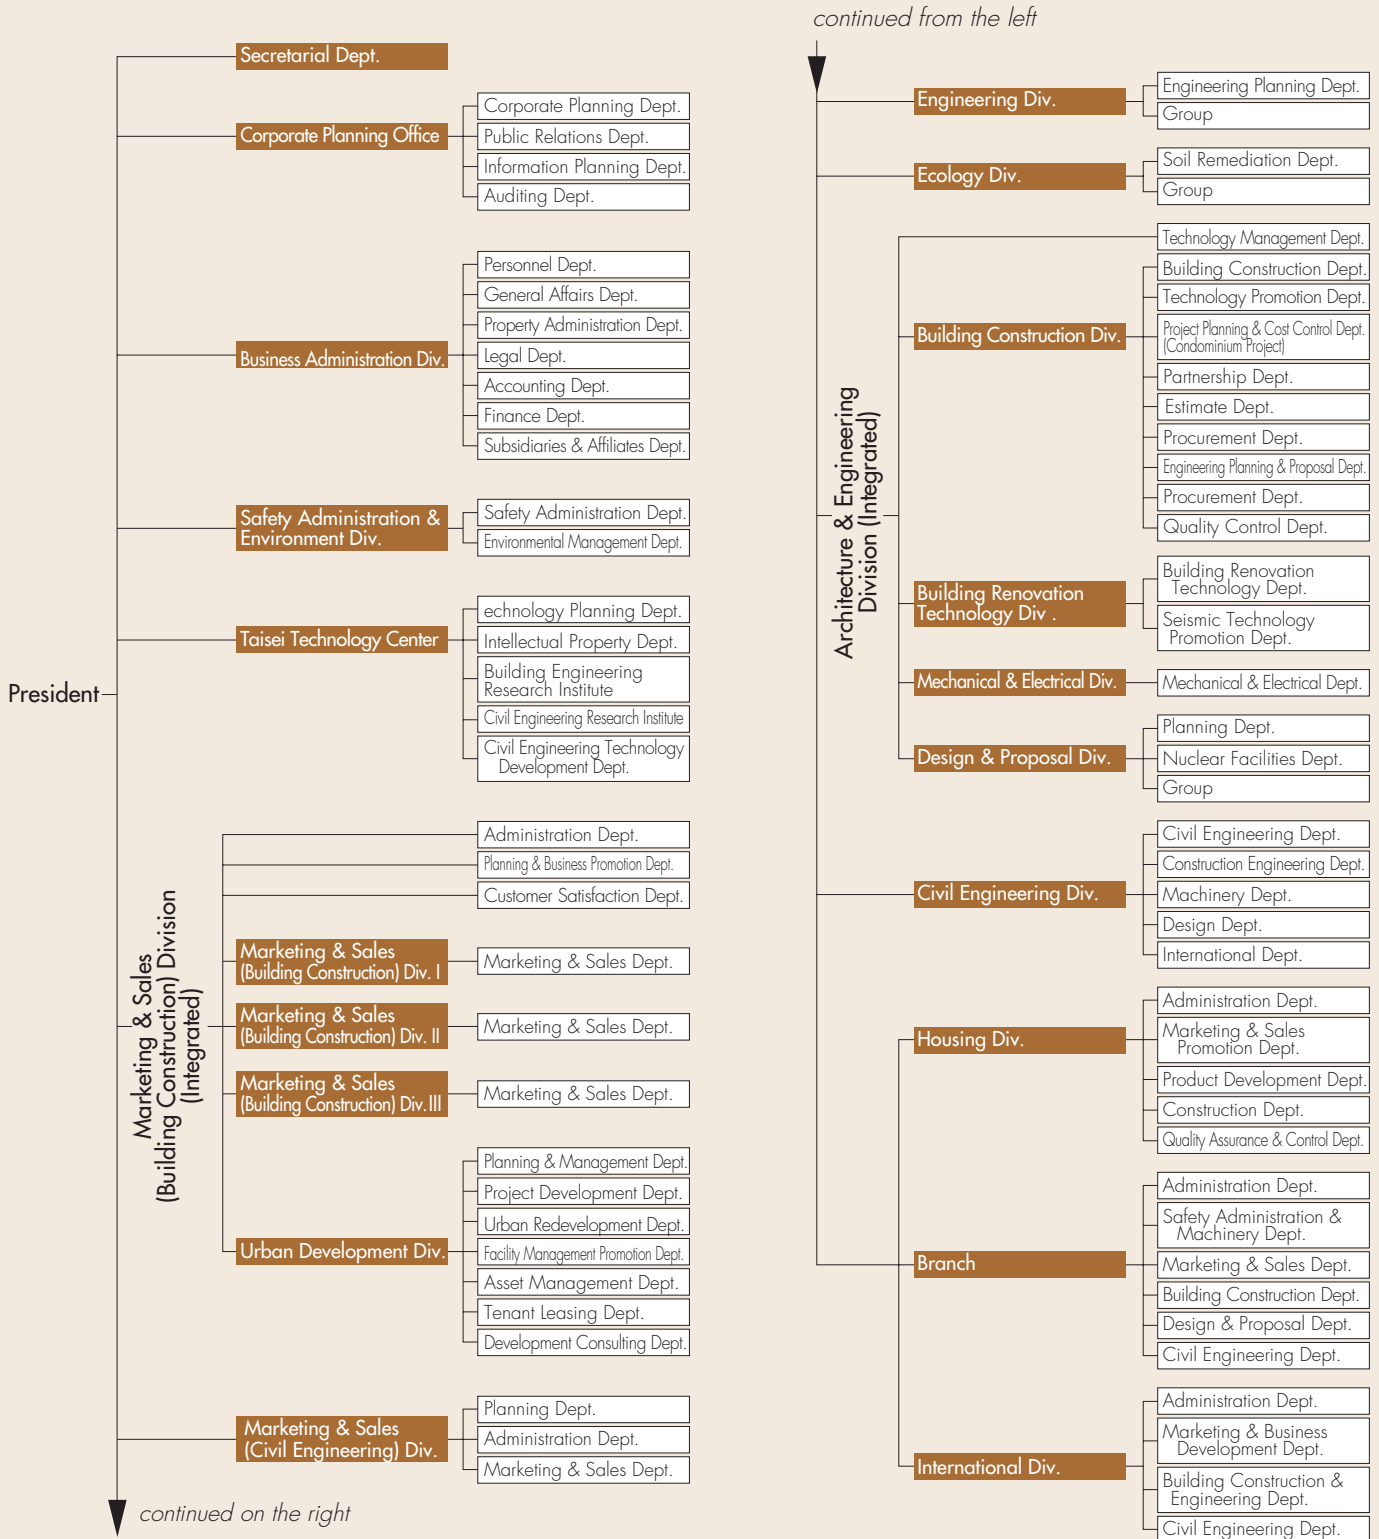 Secretarial Dept.
Corporate Planning Office
Corporate Planning Dept.
Public Relations Dept.
Information Planning Dept.
Auditing Dept.
Business Administration Div.
Personnel Dept.
General Affairs Dept.
Property Administration Dept.
Legal Dept.
Accounting Dept.
Finance Dept.
Subsidiaries & Affiliates Dept.
Safety Administration &
Environment Div.
Safety Administration Dept.
Environmental Management Dept.
Taisei Technology Center
echnology Planning Dept.
Intellectual Property Dept.
Building Engineering
Research Institute
Civil Engineering Research Institute
Civil Engineering Technology
Development Dept.
President
Marketing & Sales
(Building Construction) Division
(Integrated)
Administration Dept.
Planning & Business Promotion Dept.
Customer Satisfaction Dept.
Marketing & Sales
(Building Construction) Div. I
Marketing & Sales Dept.
Marketing & Sales
(Building Construction) Div. II
Marketing & Sales Dept.
Marketing & Sales
(Building Construction) Div. III
Marketing & Sales Dept.
Urban Development Div.
Planning & Management Dept.
Project Development Dept.
Urban Redevelopment Dept.
Facility Management Promotion Dept.
Asset Management Dept.
Tenant Leasing Dept.
Development Consulting Dept.
Marketing & Sales
(Civil Engineering) Div.
Planning Dept.
Administration Dept.
Marketing & Sales Dept.
continued on the right
continued from the left
Engineering Div.
Engineering Planning Dept.
Group
Ecology Div.
Soil Remediation Dept.
Group
Architecture & Engineering
Division (Integrated)
Technology Management Dept.
Building Construction Div.
Building Construction Dept.
Technology Promotion Dept.
Project Planning & Cost Control Dept.
(Condominium Project)
Partnership Dept.
Estimate Dept.
Procurement Dept.
Engineering Planning & Proposal Dept.
Procurement Dept.
Quality Control Dept.
Building Renovation
Technology Div .
Building Renovation
Technology Dept.
Seismic Technology
Promotion Dept.
Mechanical & Electrical Div.
Mechanical & Electrical Dept.
Design & Proposal Div.
Planning Dept.
Nuclear Facilities Dept.
Group
Civil Engineering Div.
Civil Engineering Dept.
Construction Engineering Dept.
Machinery Dept.
Design Dept.
International Dept.
Housing Div.
Administration Dept.
Marketing & Sales
Promotion Dept.
Product Development Dept.
Construction Dept.
Quality Assurance & Control Dept.
Branch
Administration Dept.
Safety Administration &
Machinery Dept.
Marketing & Sales Dept.
Building Construction Dept.
Design & Proposal Dept.
Civil Engineering Dept.
International Div.
Administration Dept.
Marketing & Business
Development Dept.
Building Construction &
Engineering Dept.
Civil Engineering Dept.